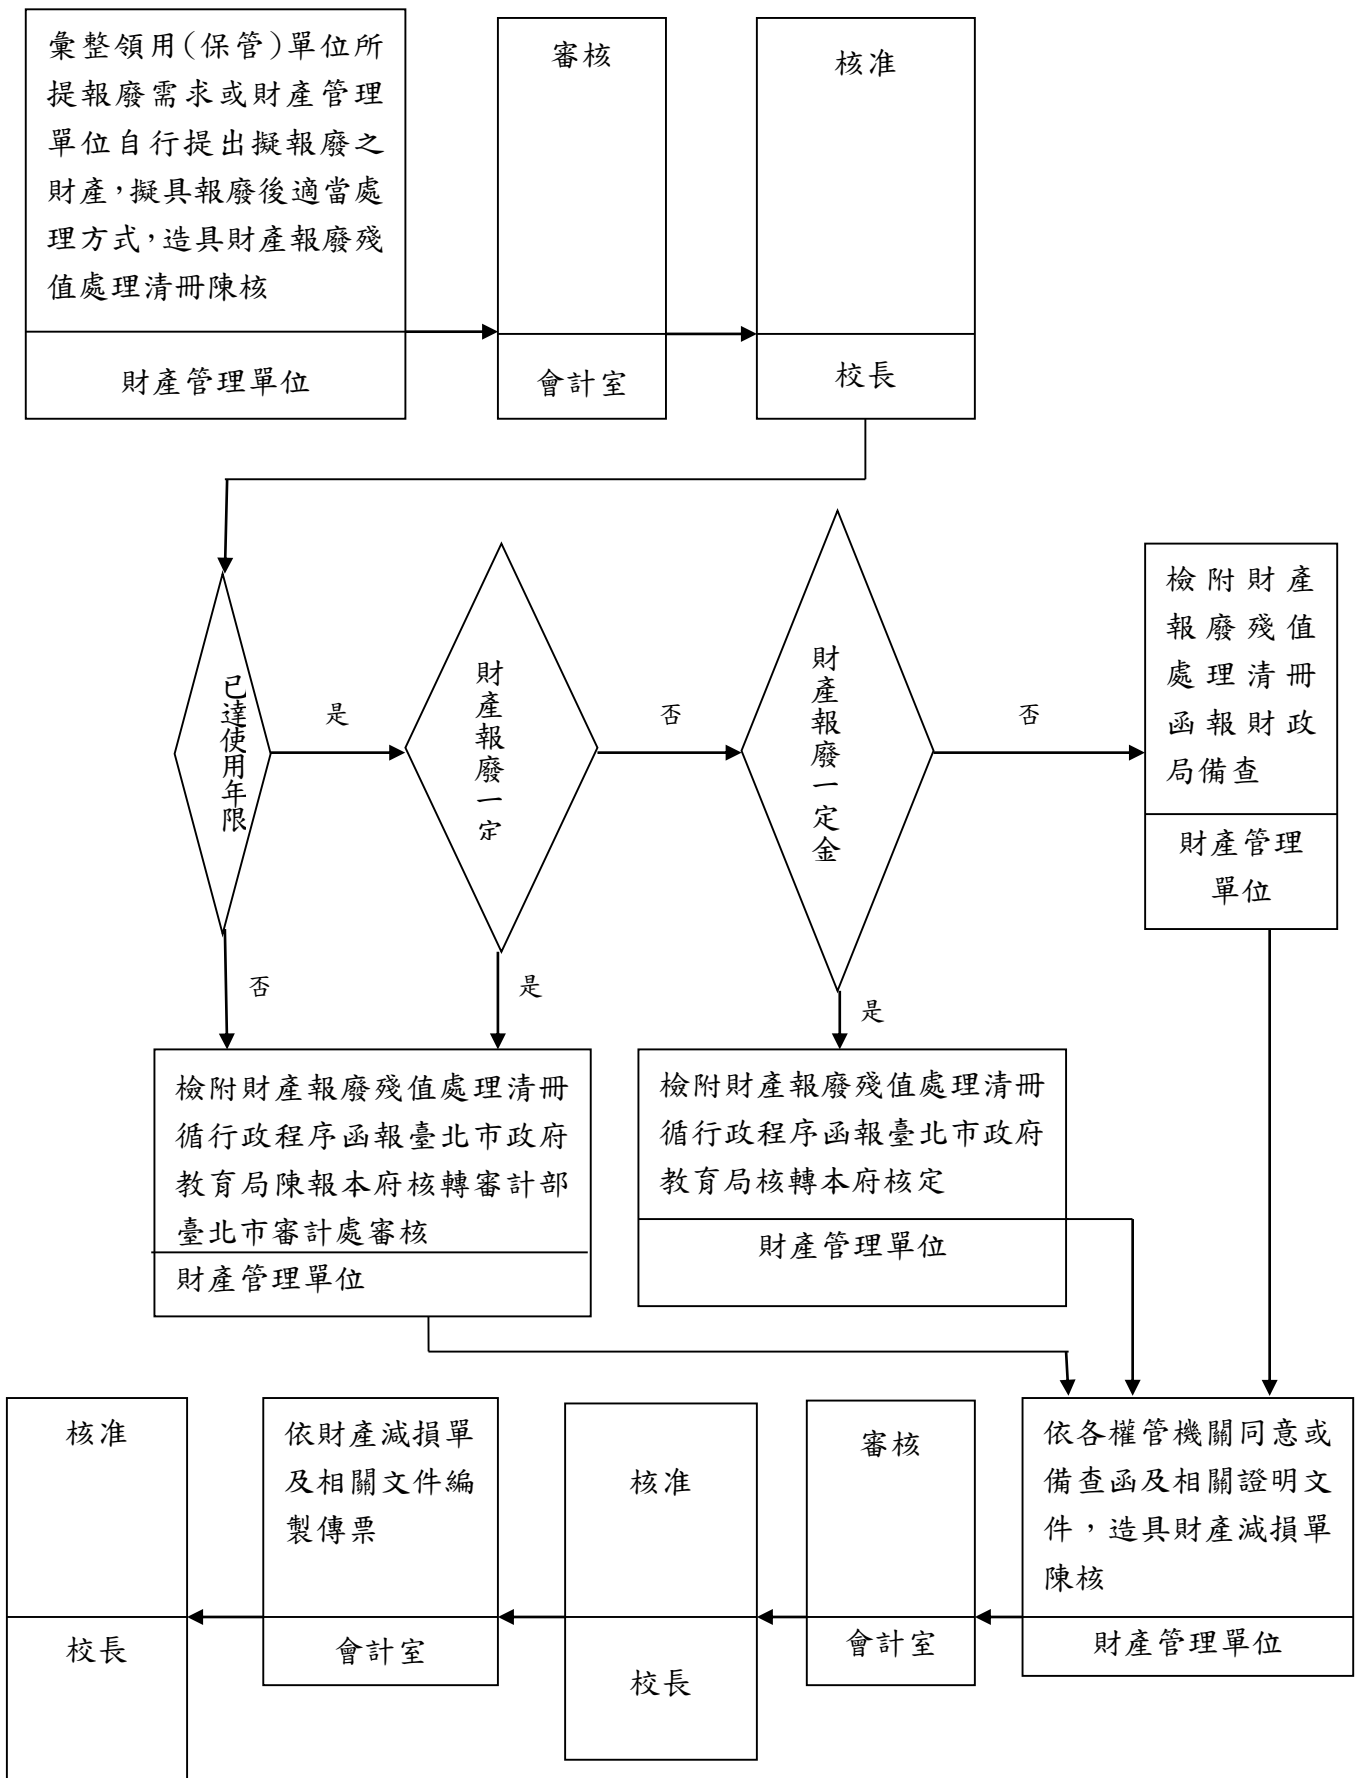 彙整領用(保管)單位所
提報廢需求或財產管理
單位自行提出擬報廢之
財產，擬具報廢後適當處
理方式，造具財產報廢殘
值處理清冊陳核
財產管理單位
審核
會計室
核准
校長
已達使用年限
是
財產報廢一定
否
財產報廢一定金
否
檢附財產
報廢殘值
處理清冊
函報財政
局備查
財產管理
單位
否
是
是
檢附財產報廢殘值處理清冊
循行政程序函報臺北市政府
教育局陳報本府核轉審計部
臺北市審計處審核
財產管理單位
檢附財產報廢殘值處理清冊
循行政程序函報臺北市政府
教育局核轉本府核定
財產管理單位
依各權管機關同意或
備查函及相關證明文
件，造具財產減損單
陳核
財產管理單位
審核
會計室
核准
校長
依財產減損單
及相關文件編
製傳票
會計室
核准
校長